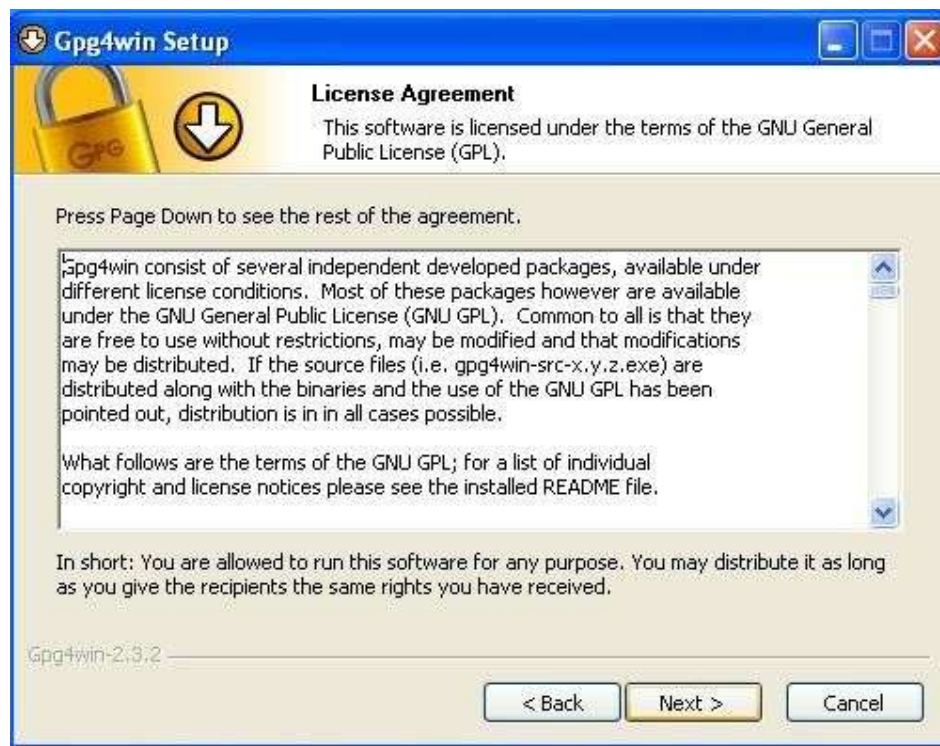 Gpg4win Setup
License Agreement
This software is licensed under the terms of the GNU General
Public License (GPL).
GPG
Press Page Down to see the rest of the agreement.
Gpg4win consist of several independent developed packages, available under
different license conditions.  Most of these packages however are available
under the GNU General Public License (GNU GPL).  Common to all is that they
are free to use without restrictions, may be modified and that modifications
may be distributed.  If the source files (i.e. gpg4win-src-x.y.z.exe) are
distributed along with the binaries and the use of the GNU GPL has been
pointed out, distribution is in in all cases possible.
What follows are the terms of the GNU GPL; for a list of individual
copyright and license notices please see the installed README file.
In short: You are allowed to run this software for any purpose. You may distribute it as long
as you give the recipients the same rights you have received.
Gpg4win-2.3.2
< Back
Next >
Cancel